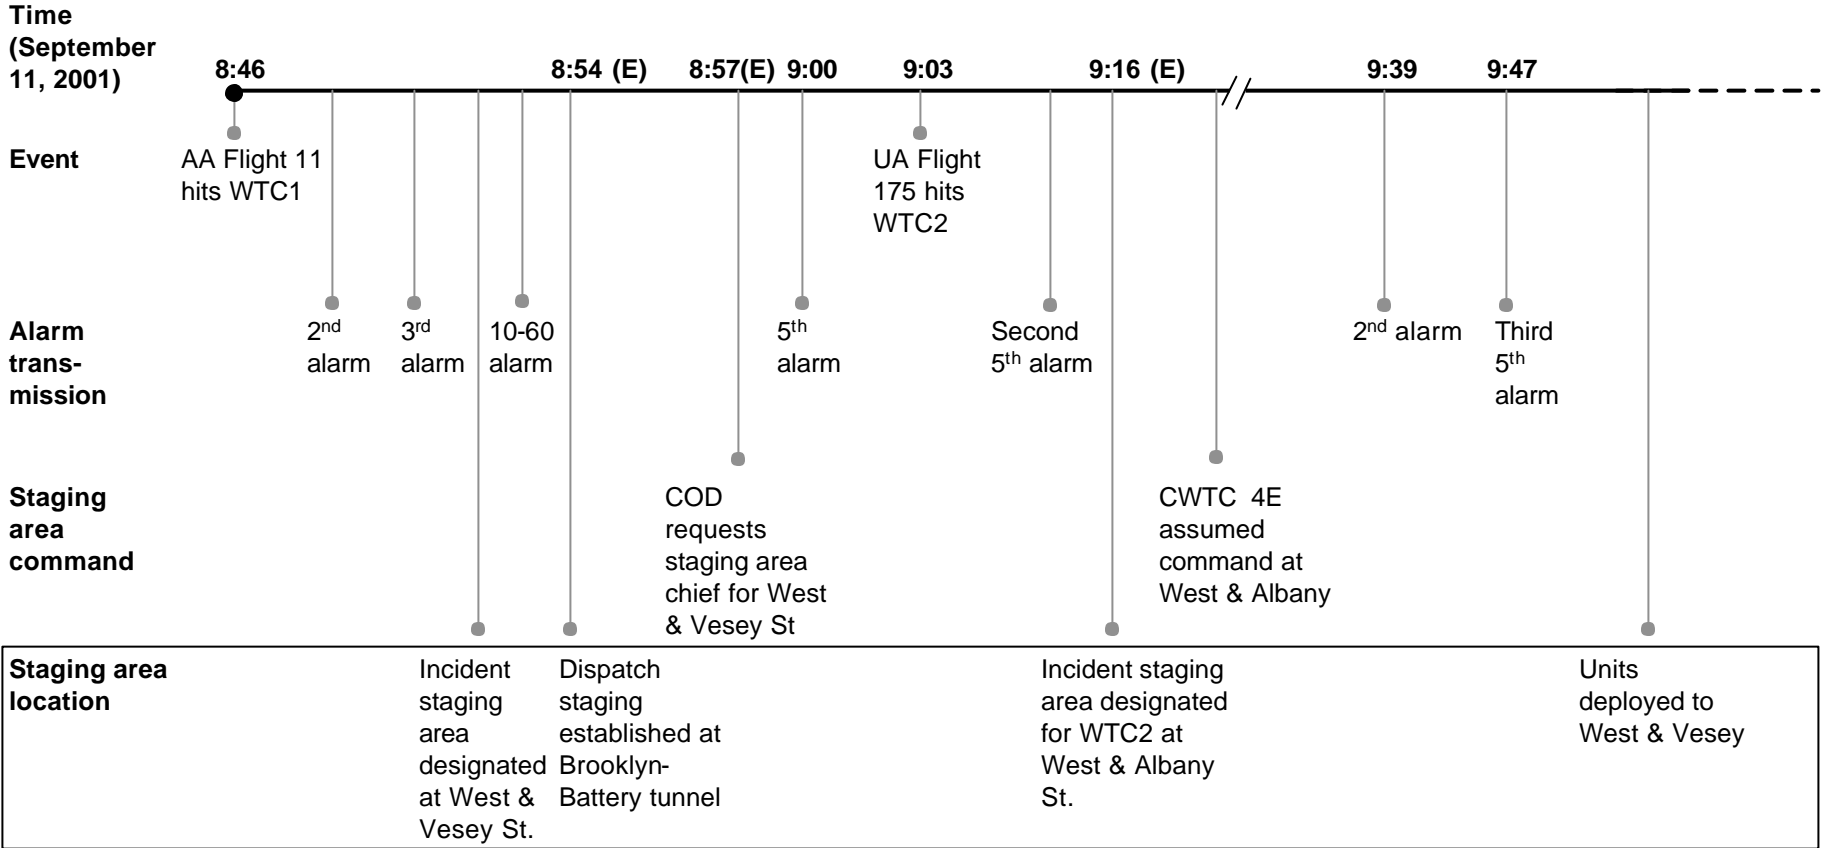 Time
(September
11, 2001)
8:46 8:54 (E) 8:57(E) 9:00 9:03 9:16 (E) 9:39 9:47
Event
AA Flight 11
hits WTC1
UA Flight
175 hits
WTC2
Alarm
trans-
mission
2nd
alarm
3rd
alarm
10-60
alarm
5th
alarm
Second
5th alarm
2nd alarm
Third
5th
alarm
Staging
area
command
COD
requests
staging area
chief for West
& Vesey St
CWTC 4E
assumed
command at
West & Albany
Staging area
location
Incident
staging
area
designated
at West &
Vesey St.
Dispatch
staging
established at
Brooklyn-
Battery tunnel
Incident staging
area designated
for WTC2 at
West & Albany
St.
Units
deployed to
West & Vesey